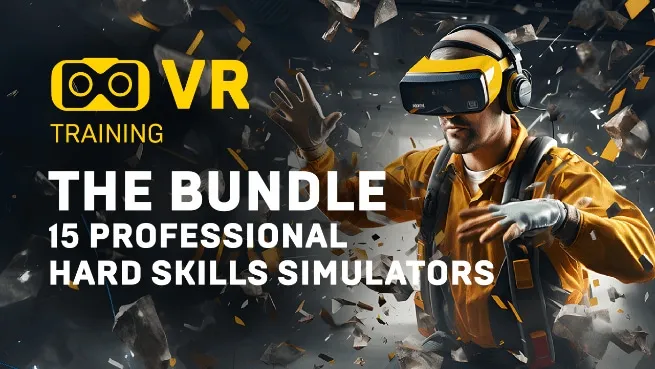 VR
TRAINING
THE BUNDLE
15 PROFESSIONAL
HARD SKILLS SIMULATORS